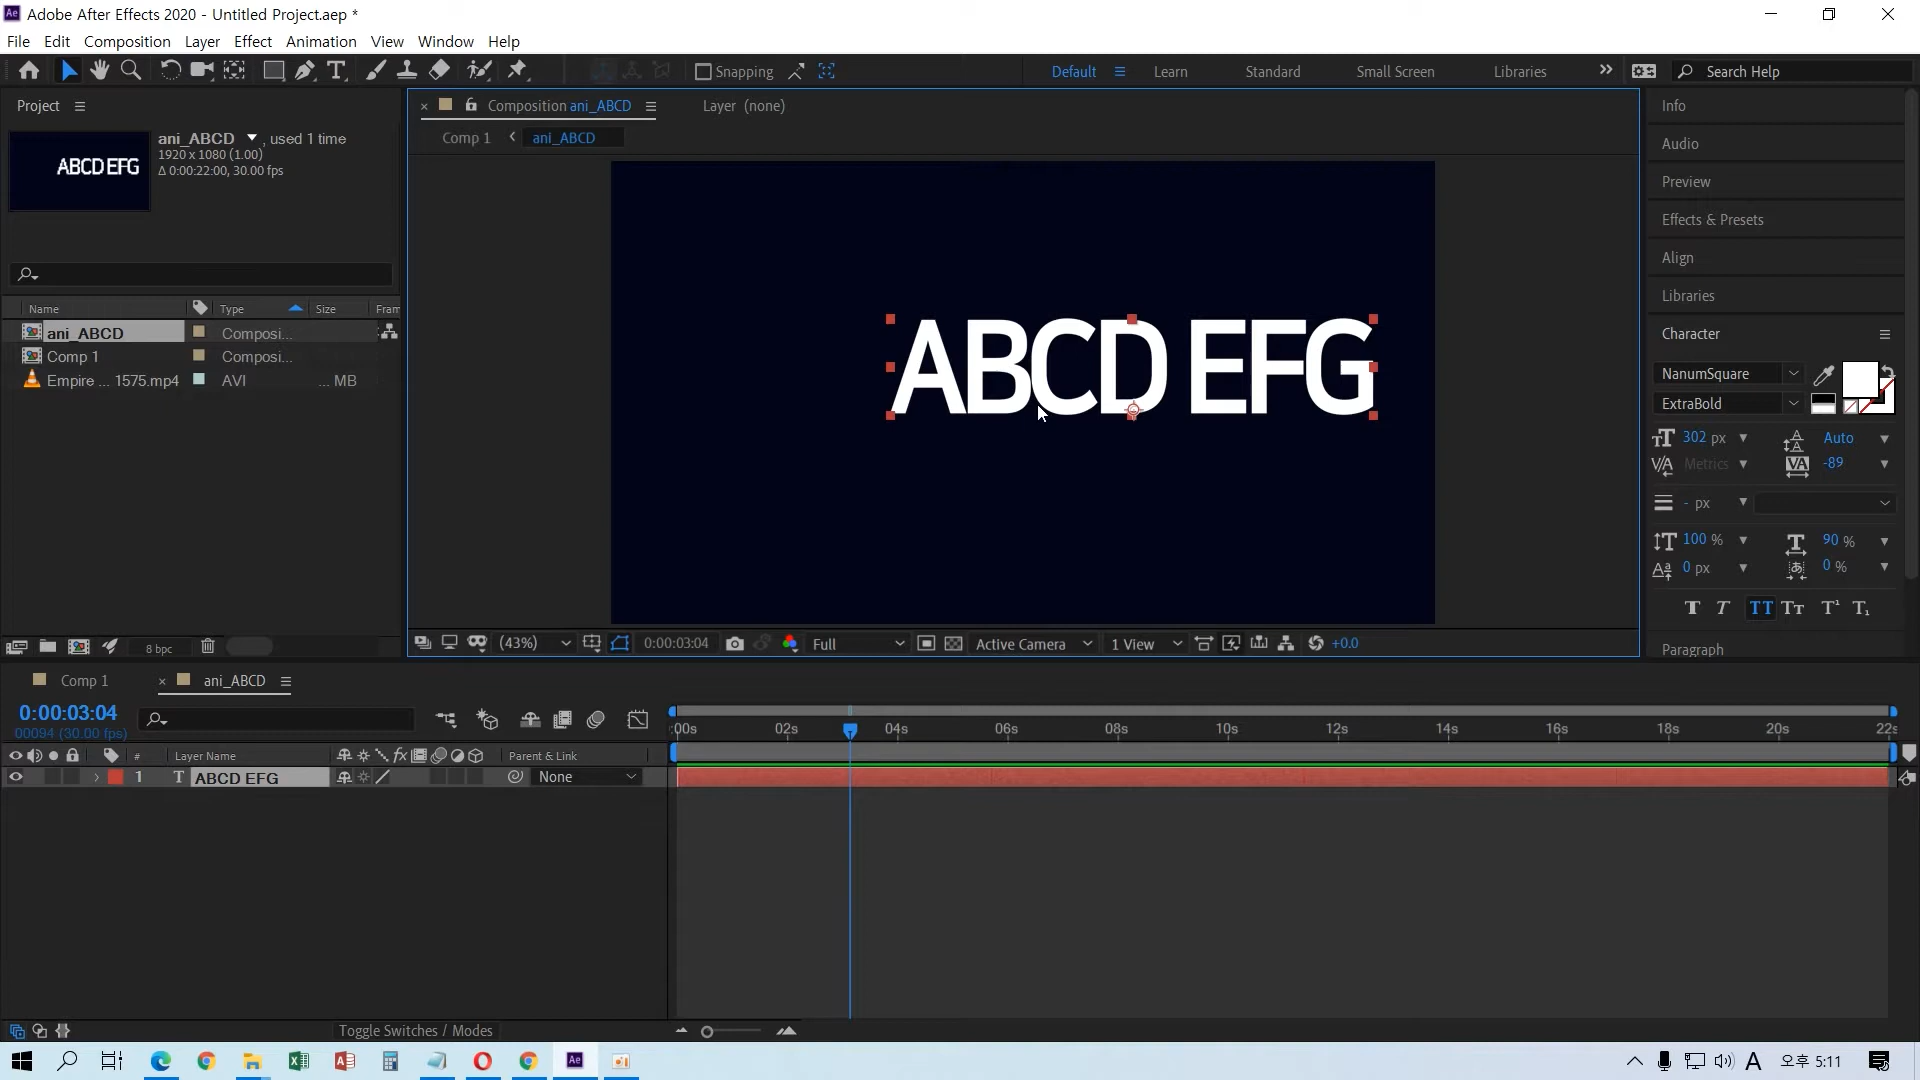 Adobe After Effects 2020 - Untitled Project.aep *
File Edit Composition Layer Effect Animation View Window Help
Snapping
Default Learn Standard Small Screen Libraries
Search Help
Project
ABCD EFG
ani_ABCD , used 1 time
1920 x 1080 (1.00)
Δ 0:00:22:00, 30.00 fps
Name Type Size Fram
ani_ABCD Composi...
Comp 1 Composi...
Empire ... 1575.mp4 AVI ... MB
8 bpc
Composition ani_ABCD Layer (none)
Comp 1 ani_ABCD
ABCD EFG
(43%) 0:00:03:04 Full Active Camera 1 View +0.0
Info
Audio
Preview
Effects & Presets
Align
Libraries
Character
NanumSquare
ExtraBold
302 px Auto
Metrics -89
- px
100 % 90 %
0 px 0 %
T T TT Tt T¹ T₁
Paragraph
Comp 1 ani_ABCD
0:00:03:04
00094 (30.00 fps)
# Layer Name Parent & Link
1 T ABCD EFG None
:00s 02s 04s 06s 08s 10s 12s 14s 16s 18s 20s 22s
Toggle Switches / Modes
A 오후 5:11